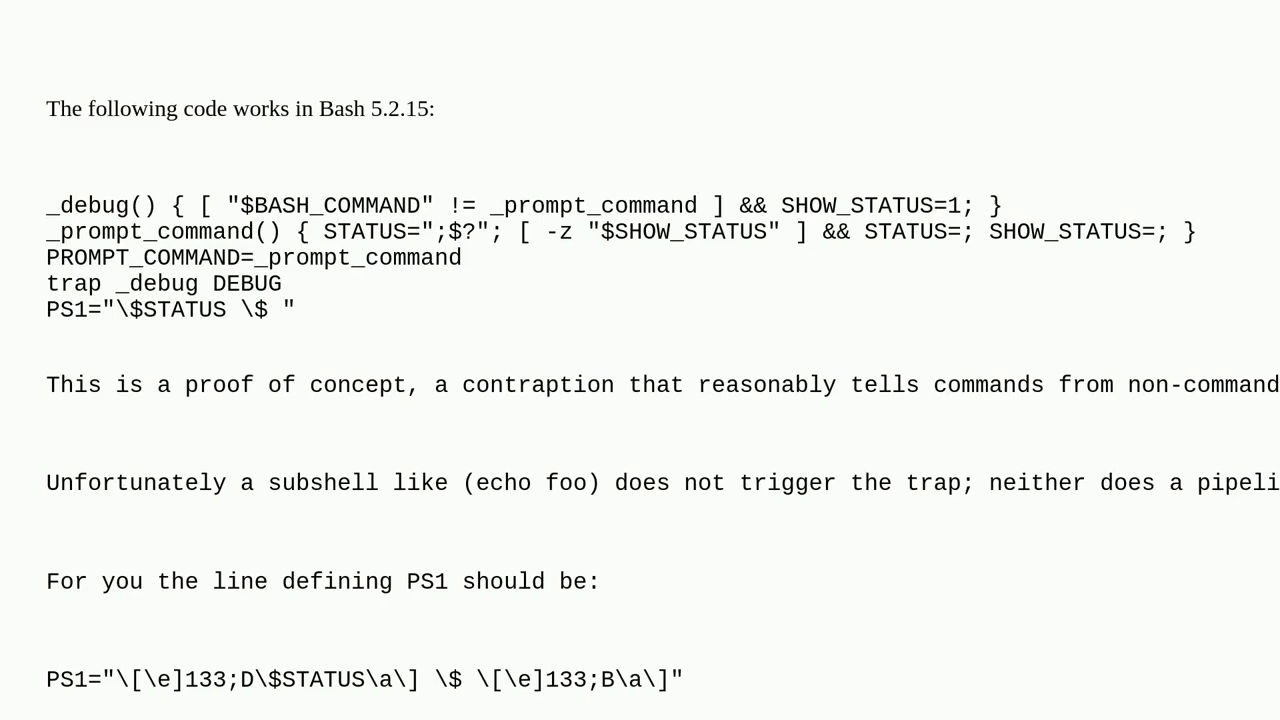 The following code works in Bash 5.2.15:
_debug() { [ "$BASH_COMMAND" != _prompt_command ] && SHOW_STATUS=1; }
_prompt_command() { STATUS=";$?"; [ -z "$SHOW_STATUS" ] && STATUS=; SHOW_STATUS=; }
PROMPT_COMMAND=_prompt_command
trap _debug DEBUG
PS1="\$STATUS \$ "
This is a proof of concept, a contraption that reasonably tells commands from non-command
Unfortunately a subshell like (echo foo) does not trigger the trap; neither does a pipeli
For you the line defining PS1 should be:
PS1="\[\e]133;D\$STATUS\a\] \$ \[\e]133;B\a\]"